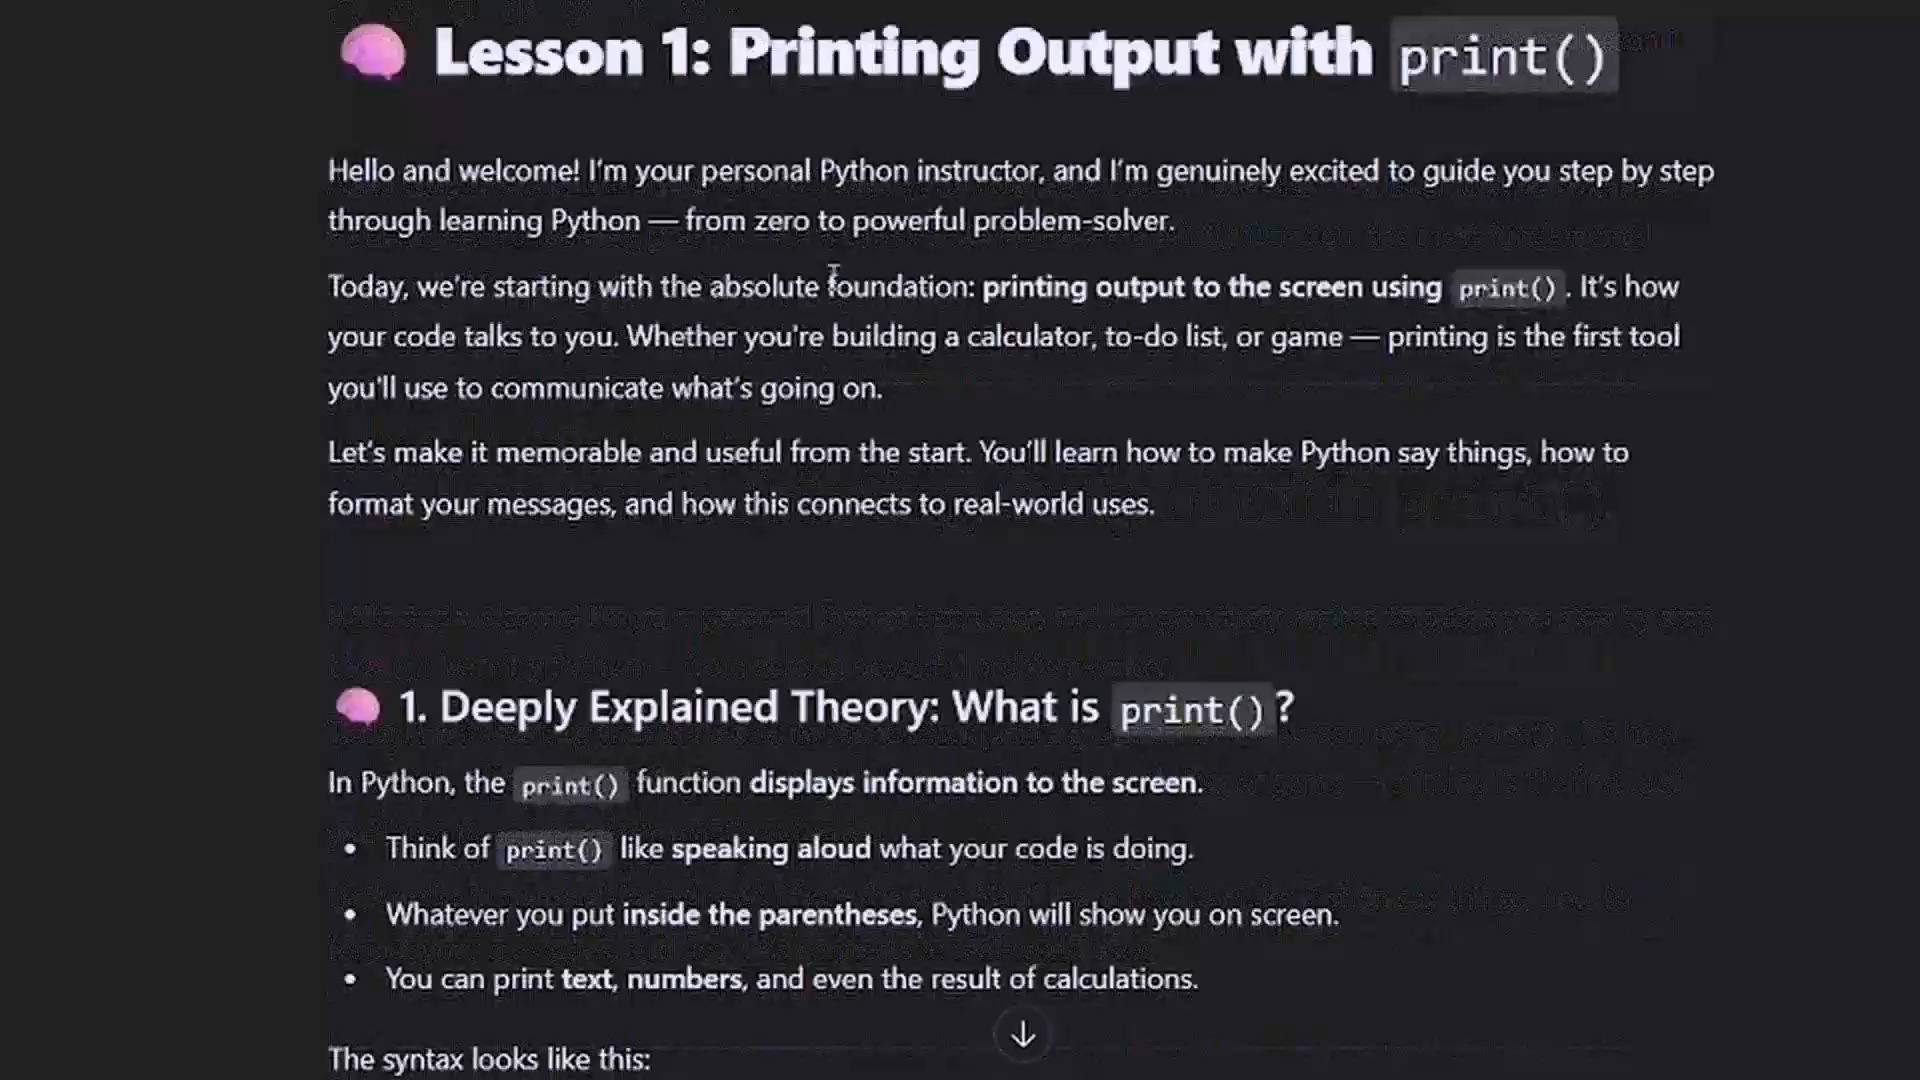 Lesson 1: Printing Output with print()
Hello and welcome! I'm your personal Python instructor, and I'm genuinely excited to guide you step by step
through learning Python — from zero to powerful problem-solver.
Today, we're starting with the absolute foundation: printing output to the screen using print(). It's how
your code talks to you. Whether you're building a calculator, to-do list, or game — printing is the first tool
you'll use to communicate what's going on.
Let's make it memorable and useful from the start. You'll learn how to make Python say things, how to
format your messages, and how this connects to real-world uses.
1. Deeply Explained Theory: What is print()?
In Python, the print() function displays information to the screen.
• Think of print() like speaking aloud what your code is doing.
• Whatever you put inside the parentheses, Python will show you on screen.
• You can print text, numbers, and even the result of calculations.
The syntax looks like this: